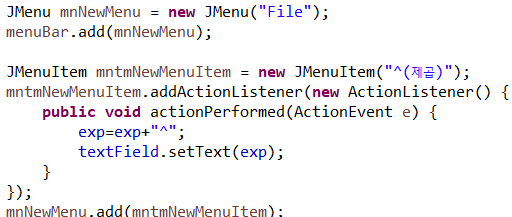 JMenu mnNewMenu = new JMenu("File");
menuBar.add(mnNewMenu);

JMenuItem mntmNewMenuItem = new JMenuItem("^(제곱)");
mntmNewMenuItem.addActionListener(new ActionListener() {
    public void actionPerformed(ActionEvent e) {
        exp=exp+"^";
        textField.setText(exp);
    }
});
mnNewMenu.add(mntmNewMenuItem);